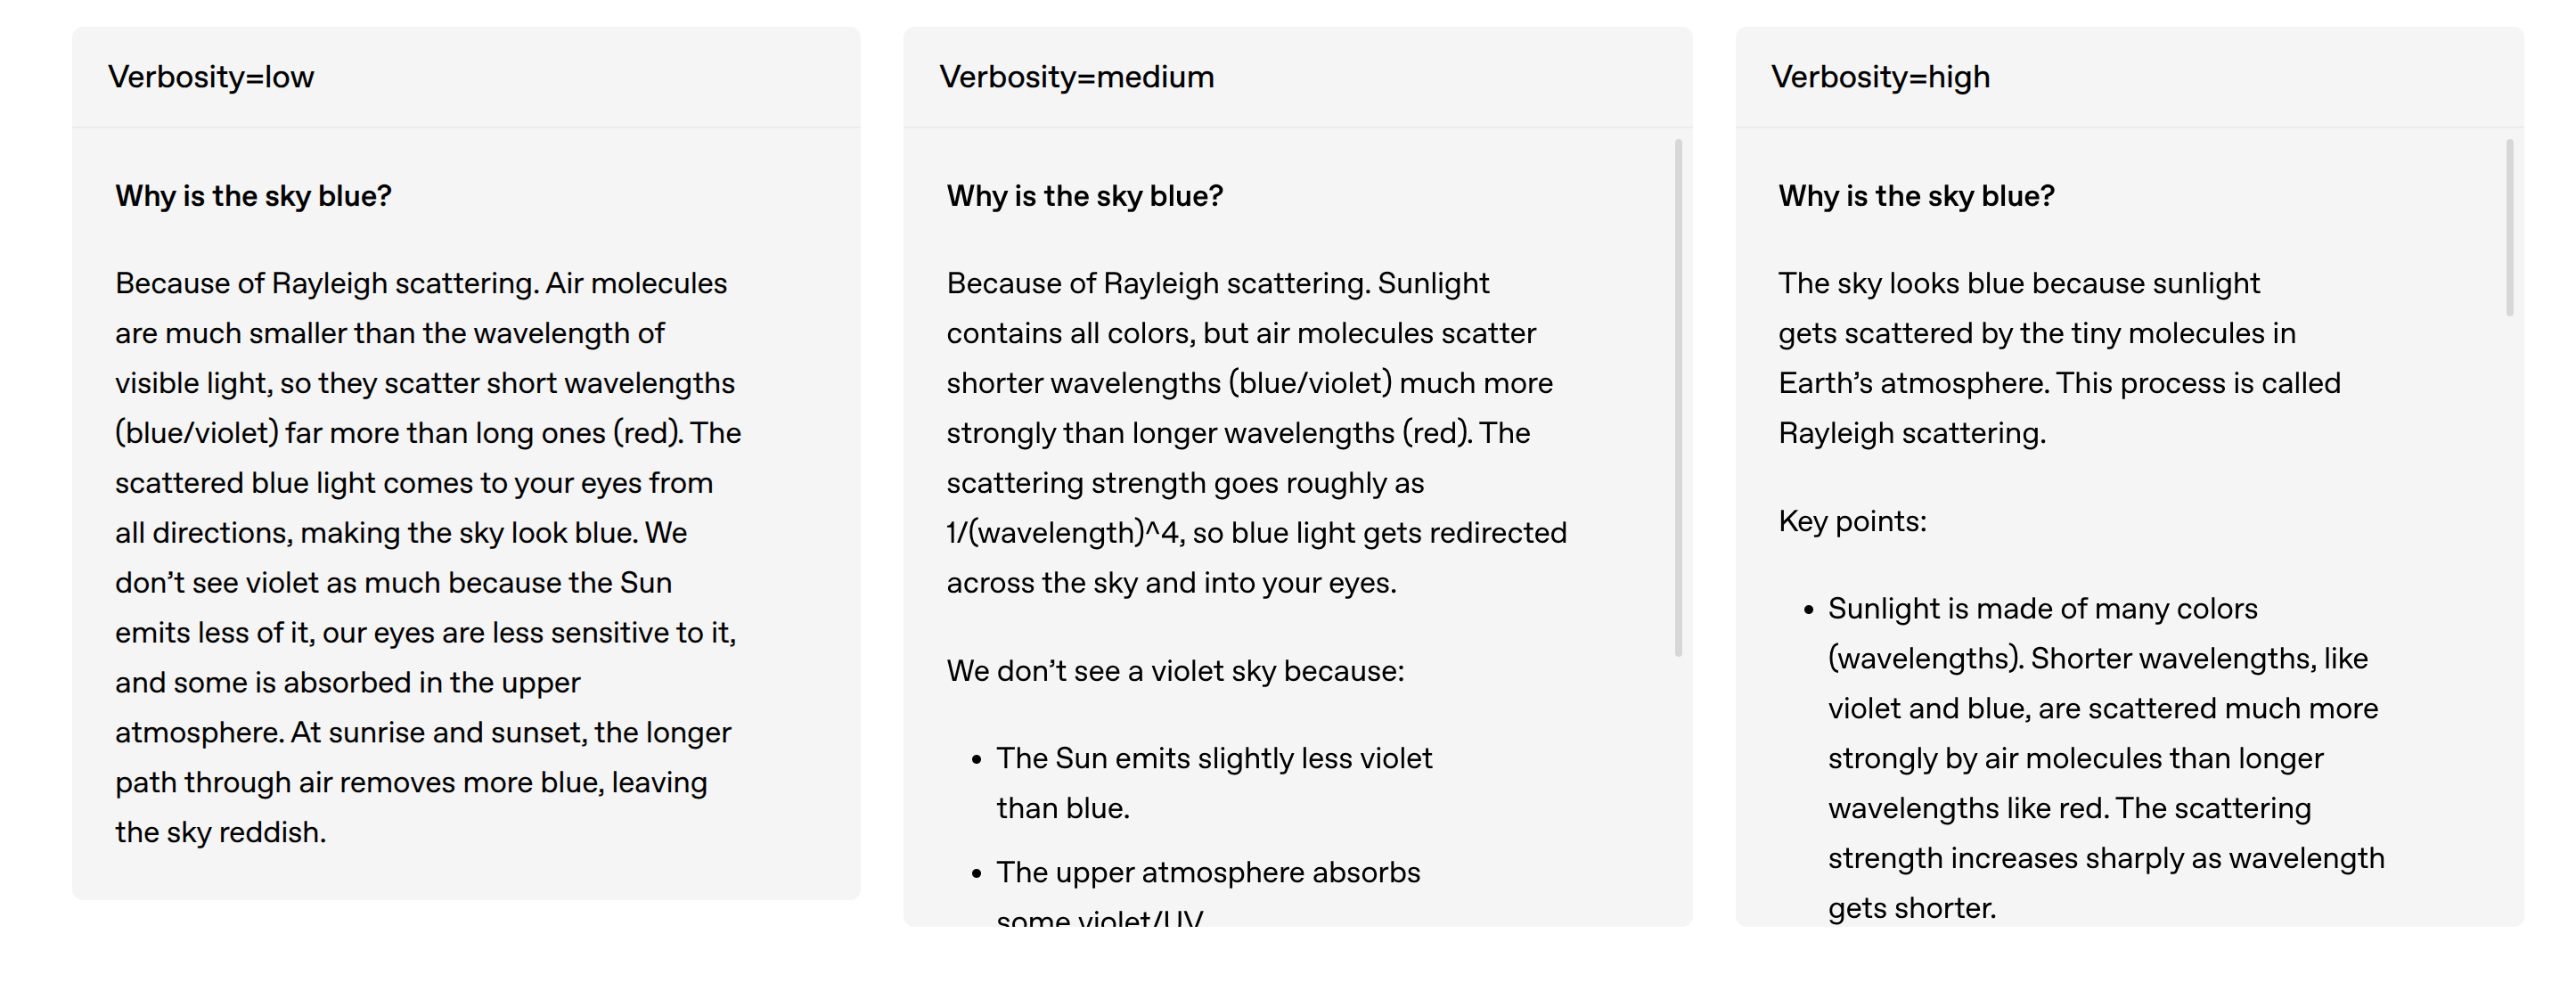 Verbosity=low
Why is the sky blue?
Because of Rayleigh scattering. Air molecules
are much smaller than the wavelength of
visible light, so they scatter short wavelengths
(blue/violet) far more than long ones (red). The
scattered blue light comes to your eyes from
all directions, making the sky look blue. We
don’t see violet as much because the Sun
emits less of it, our eyes are less sensitive to it,
and some is absorbed in the upper
atmosphere. At sunrise and sunset, the longer
path through air removes more blue, leaving
the sky reddish.
Verbosity=medium
Why is the sky blue?
Because of Rayleigh scattering. Sunlight
contains all colors, but air molecules scatter
shorter wavelengths (blue/violet) much more
strongly than longer wavelengths (red). The
scattering strength goes roughly as
1/(wavelength)^4, so blue light gets redirected
across the sky and into your eyes.
We don’t see a violet sky because:
• The Sun emits slightly less violet
than blue.
• The upper atmosphere absorbs
some violet/UV
Verbosity=high
Why is the sky blue?
The sky looks blue because sunlight
gets scattered by the tiny molecules in
Earth’s atmosphere. This process is called
Rayleigh scattering.
Key points:
• Sunlight is made of many colors
(wavelengths). Shorter wavelengths, like
violet and blue, are scattered much more
strongly by air molecules than longer
wavelengths like red. The scattering
strength increases sharply as wavelength
gets shorter.